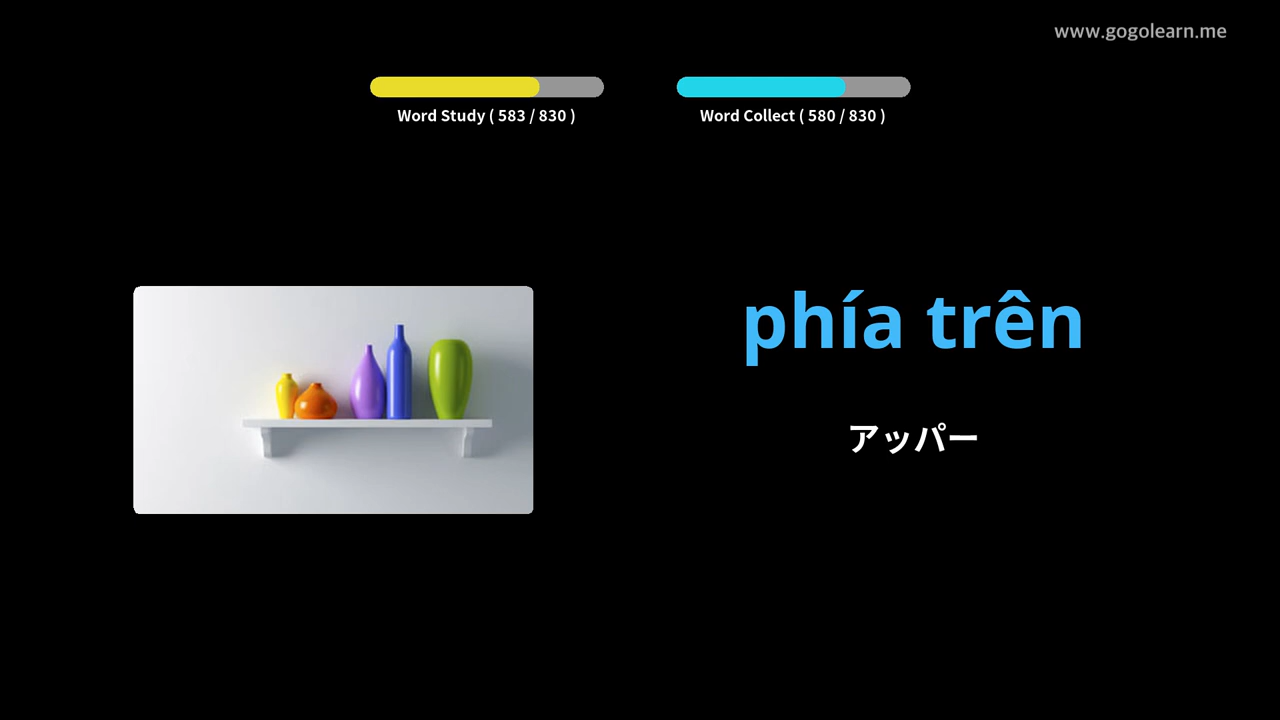 www.gogolearn.me
Word Study ( 583 / 830 )
Word Collect ( 580 / 830 )
phía trên
アッパー